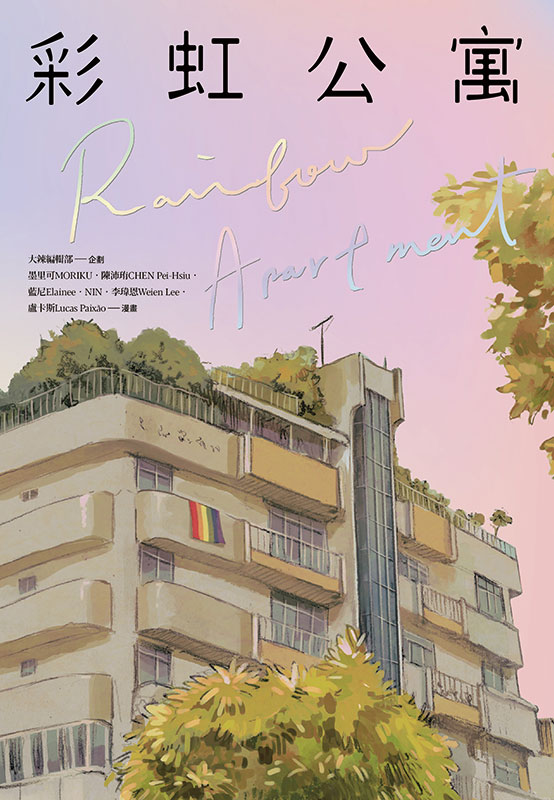 彩虹公寓
Rainbow
Apartment
大辣編輯部——企劃
墨里可MORIKU・陳沛珛CHEN Pei-Hsiu・
藍尼Elainee・NIN・李瑋恩Weien Lee・
盧卡斯Lucas Paixão——漫畫